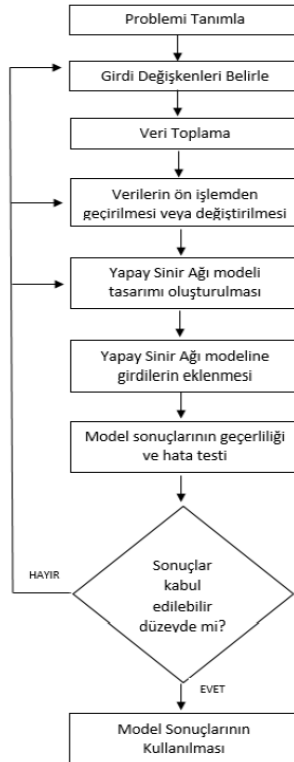 Problemi Tanımla
Girdi Değişkenleri Belirle
Veri Toplama
Verilerin ön işlemden
geçirilmesi veya değiştirilmesi
Yapay Sinir Ağı modeli
tasarımı oluşturulması
Yapay Sinir Ağı modeline
girdilerin eklenmesi
Model sonuçlarının geçerliliği
ve hata testi
HAYIR
Sonuçlar
kabul
edilebilir
düzeyde mi?
EVET
Model Sonuçlarının
Kullanılması